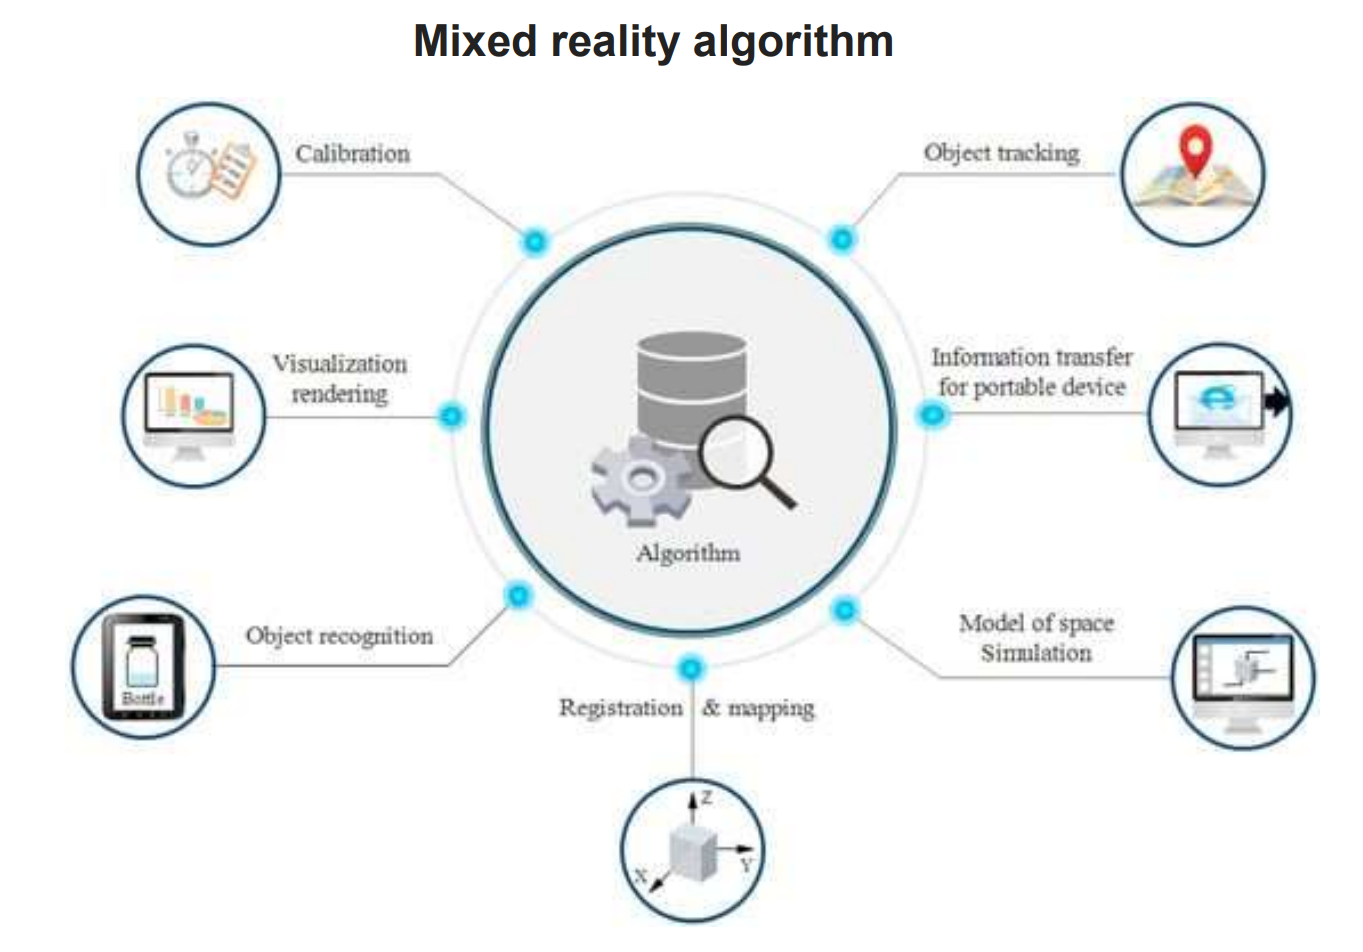 Mixed reality algorithm
Calibration
Object tracking
Visualization
rendering
Information transfer
for portable device
Algorithm
Object recognition
Model of space
Simulation
Bottle
Registration & mapping
Z
Y
X